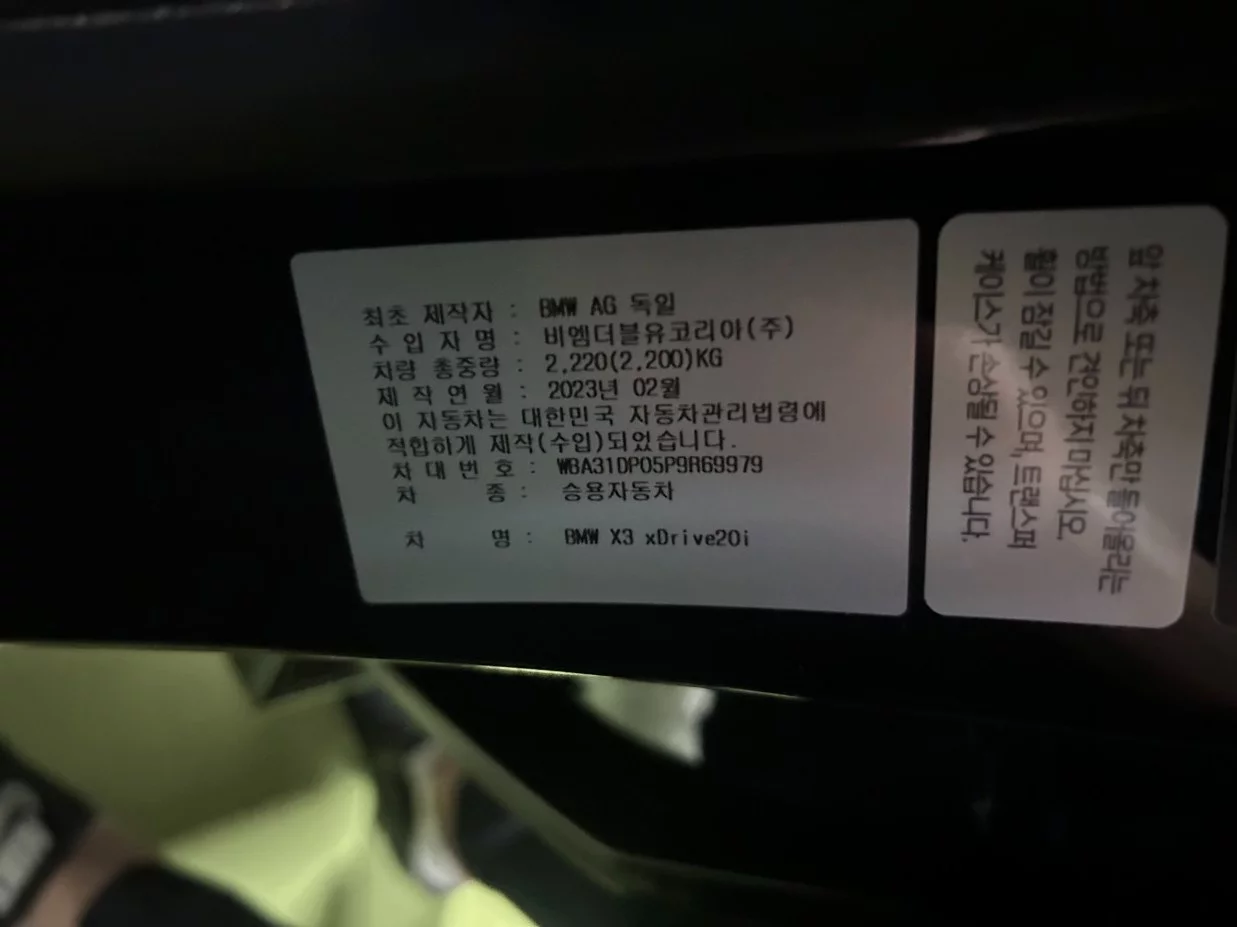 최초 제작자 : BMW AG 독일
수 입 자 명 : 비엠더블유코리아(주)
차량 총중량 : 2,220(2,200)KG
제 작 연 월 : 2023년 02월
이 자동차는 대한민국 자동차관리법령에
적합하게 제작(수입)되었습니다.
차 대 번 호 : WBA31DP05P9R69979
차 종 : 승용자동차
차 명 : BMW X3 xDrive20i
앞 차축 또는 뒤 차축만 들어올리는
방법으로 견인하지 마십시오.
휠이 잠길 수 있으며, 트랜스퍼
케이스가 손상될 수 있습니다.